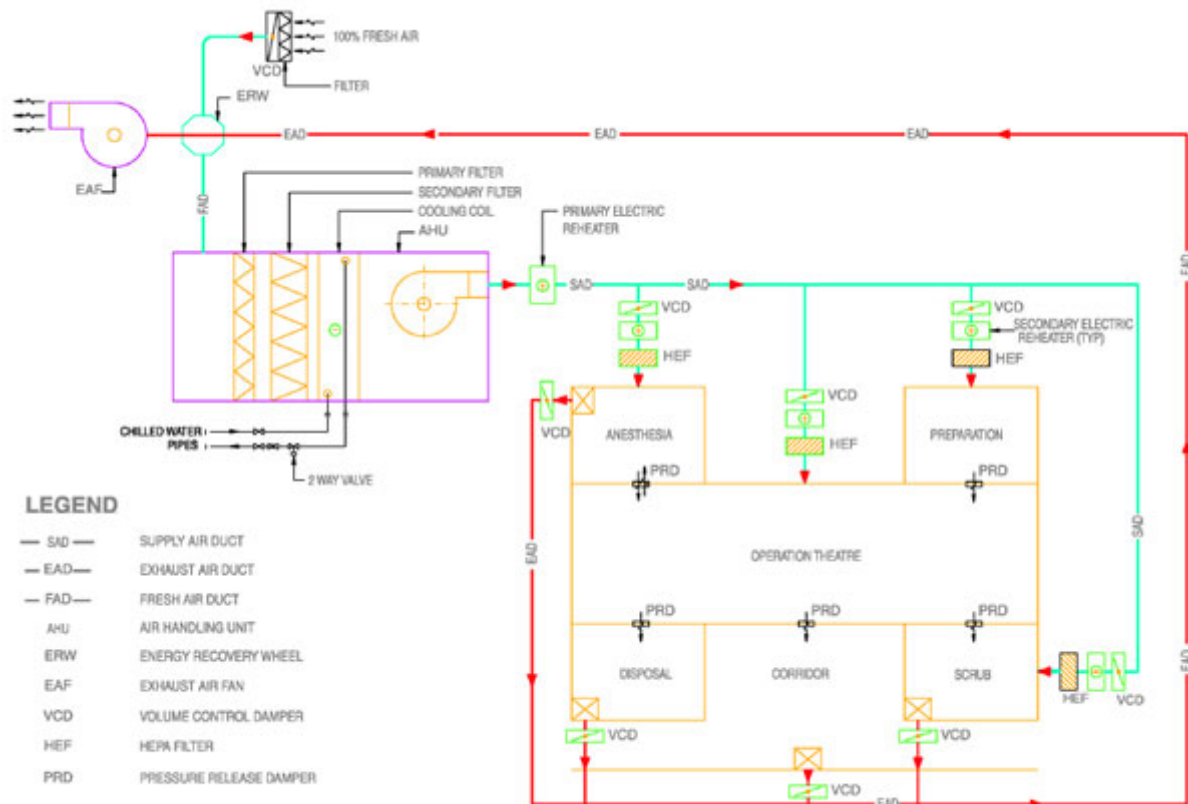 100% FRESH AIR
VCD
FILTER
ERW
EAD
EAD
EAD
EAF
FAD
PRIMARY FILTER
SECONDARY FILTER
COOLING COIL
AHU
PRIMARY ELECTRIC
REHEATER
EAD
SAD
SAD
VCD
VCD
SECONDARY ELECTRIC
REHEATER (TYP)
HEF
HEF
VCD
HEF
VCD
ANESTHESIA
PREPARATION
CHILLED WATER
PIPES
2 WAY VALVE
PRD
PRD
SAD
EAD
OPERATION THEATRE
PRD
PRD
PRD
DISPOSAL
CORRIDOR
SCRUB
HEF
VCD
EAD
VCD
VCD
VCD
EAD
LEGEND
SAD SUPPLY AIR DUCT
EAD EXHAUST AIR DUCT
FAD FRESH AIR DUCT
AHU AIR HANDLING UNIT
ERW ENERGY RECOVERY WHEEL
EAF EXHAUST AIR FAN
VCD VOLUME CONTROL DAMPER
HEF HEPA FILTER
PRD PRESSURE RELEASE DAMPER